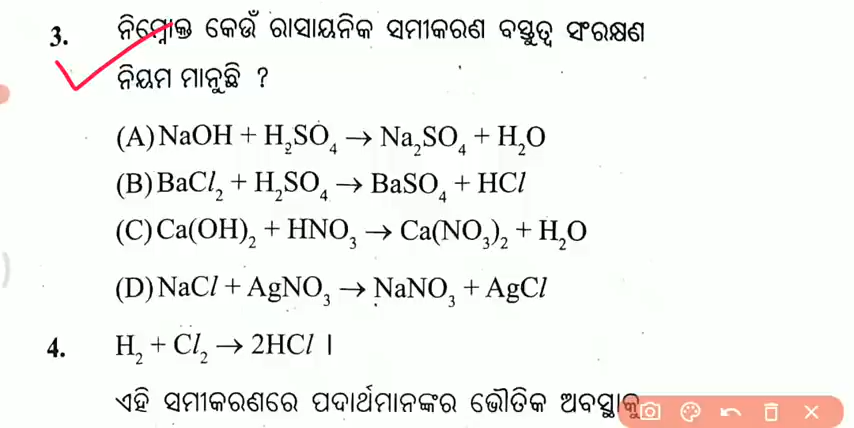 3. ନିମ୍ନୋକ୍ତ କେଉଁ ରାସାୟନିକ ସମୀକରଣ ବସ୍ତୁତ୍ୱ ସଂରକ୍ଷଣ
ନିୟମ ମାନୁଛି ?
(A) NaOH + H₂SO₄ → Na₂SO₄ + H₂O
(B) BaCl₂ + H₂SO₄ → BaSO₄ + HCl
(C) Ca(OH)₂ + HNO₃ → Ca(NO₃)₂ + H₂O
(D) NaCl + AgNO₃ → NaNO₃ + AgCl
4. H₂ + Cl₂ → 2HCl ।
ଏହି ସମୀକରଣରେ ପଦାର୍ଥମାନଙ୍କର ଭୌତିକ ଅବସ୍ଥାକୁ